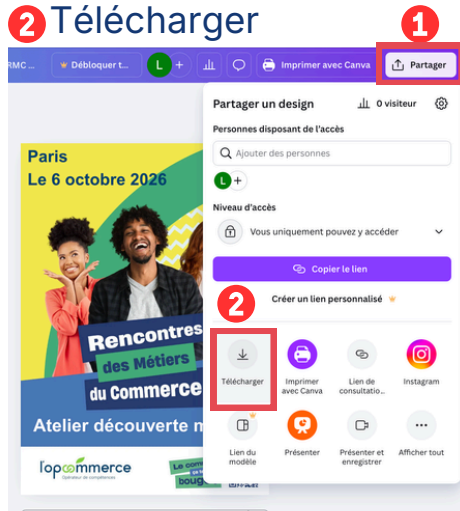 2 Télécharger
1
RMC ...
Débloquer t...
L
+
Imprimer avec Canva
Partager
Partager un design
0 visiteur
Personnes disposant de l'accès
Ajouter des personnes
L
+
Niveau d'accès
Vous uniquement pouvez y accéder
Copier le lien
Créer un lien personnalisé
2
Télécharger
Imprimer avec Canva
Lien de consultatio...
Instagram
Lien du modèle
Présenter
Présenter et enregistrer
Afficher tout
Paris
Le 6 octobre 2026
Rencontres
des Métiers
du Commerce
Atelier découverte m
l'opcommerce
Opérateur de compétences
Le com
boug